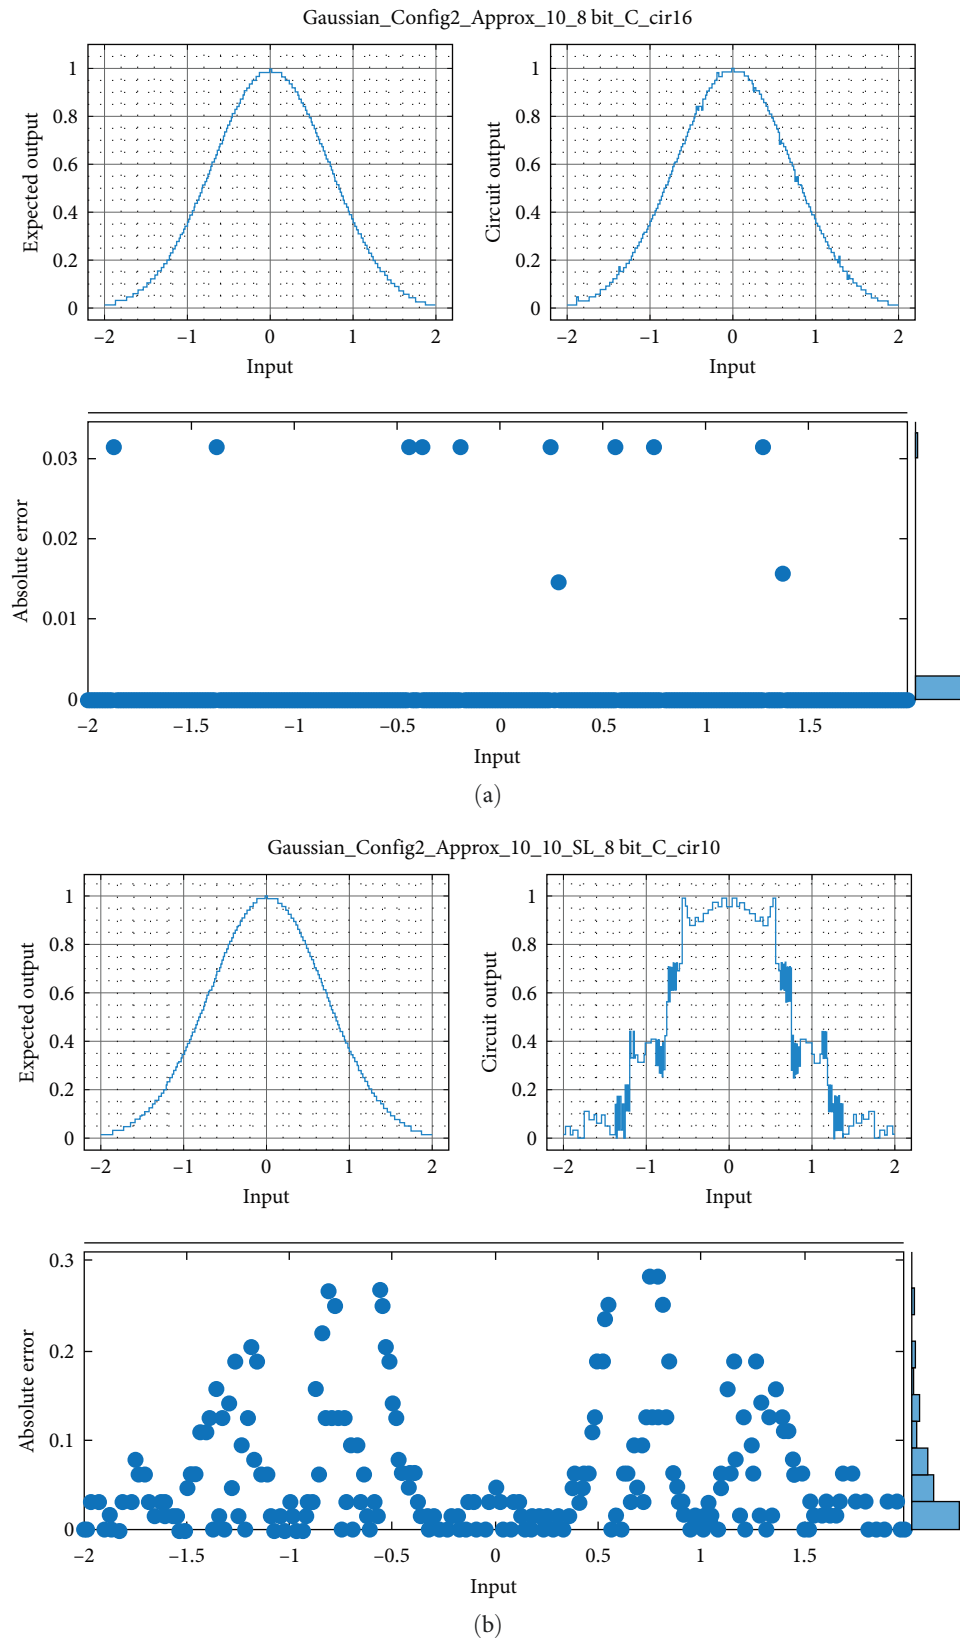 Gaussian_Config2_Approx_10_8 bit_C_cir16
1
0.8
0.6
0.4
0.2
0
Expected output
−2 −1 0 1 2
Input
1
0.8
0.6
0.4
0.2
0
Circuit output
−2 −1 0 1 2
Input
0.03
0.02
0.01
0
Absolute error
−2 −1.5 −1 −0.5 0 0.5 1 1.5
Input
(a)
Gaussian_Config2_Approx_10_10_SL_8 bit_C_cir10
1
0.8
0.6
0.4
0.2
0
Expected output
−2 −1 0 1 2
Input
1
0.8
0.6
0.4
0.2
0
Circuit output
−2 −1 0 1 2
Input
0.3
0.2
0.1
0
Absolute error
−2 −1.5 −1 −0.5 0 0.5 1 1.5
Input
(b)